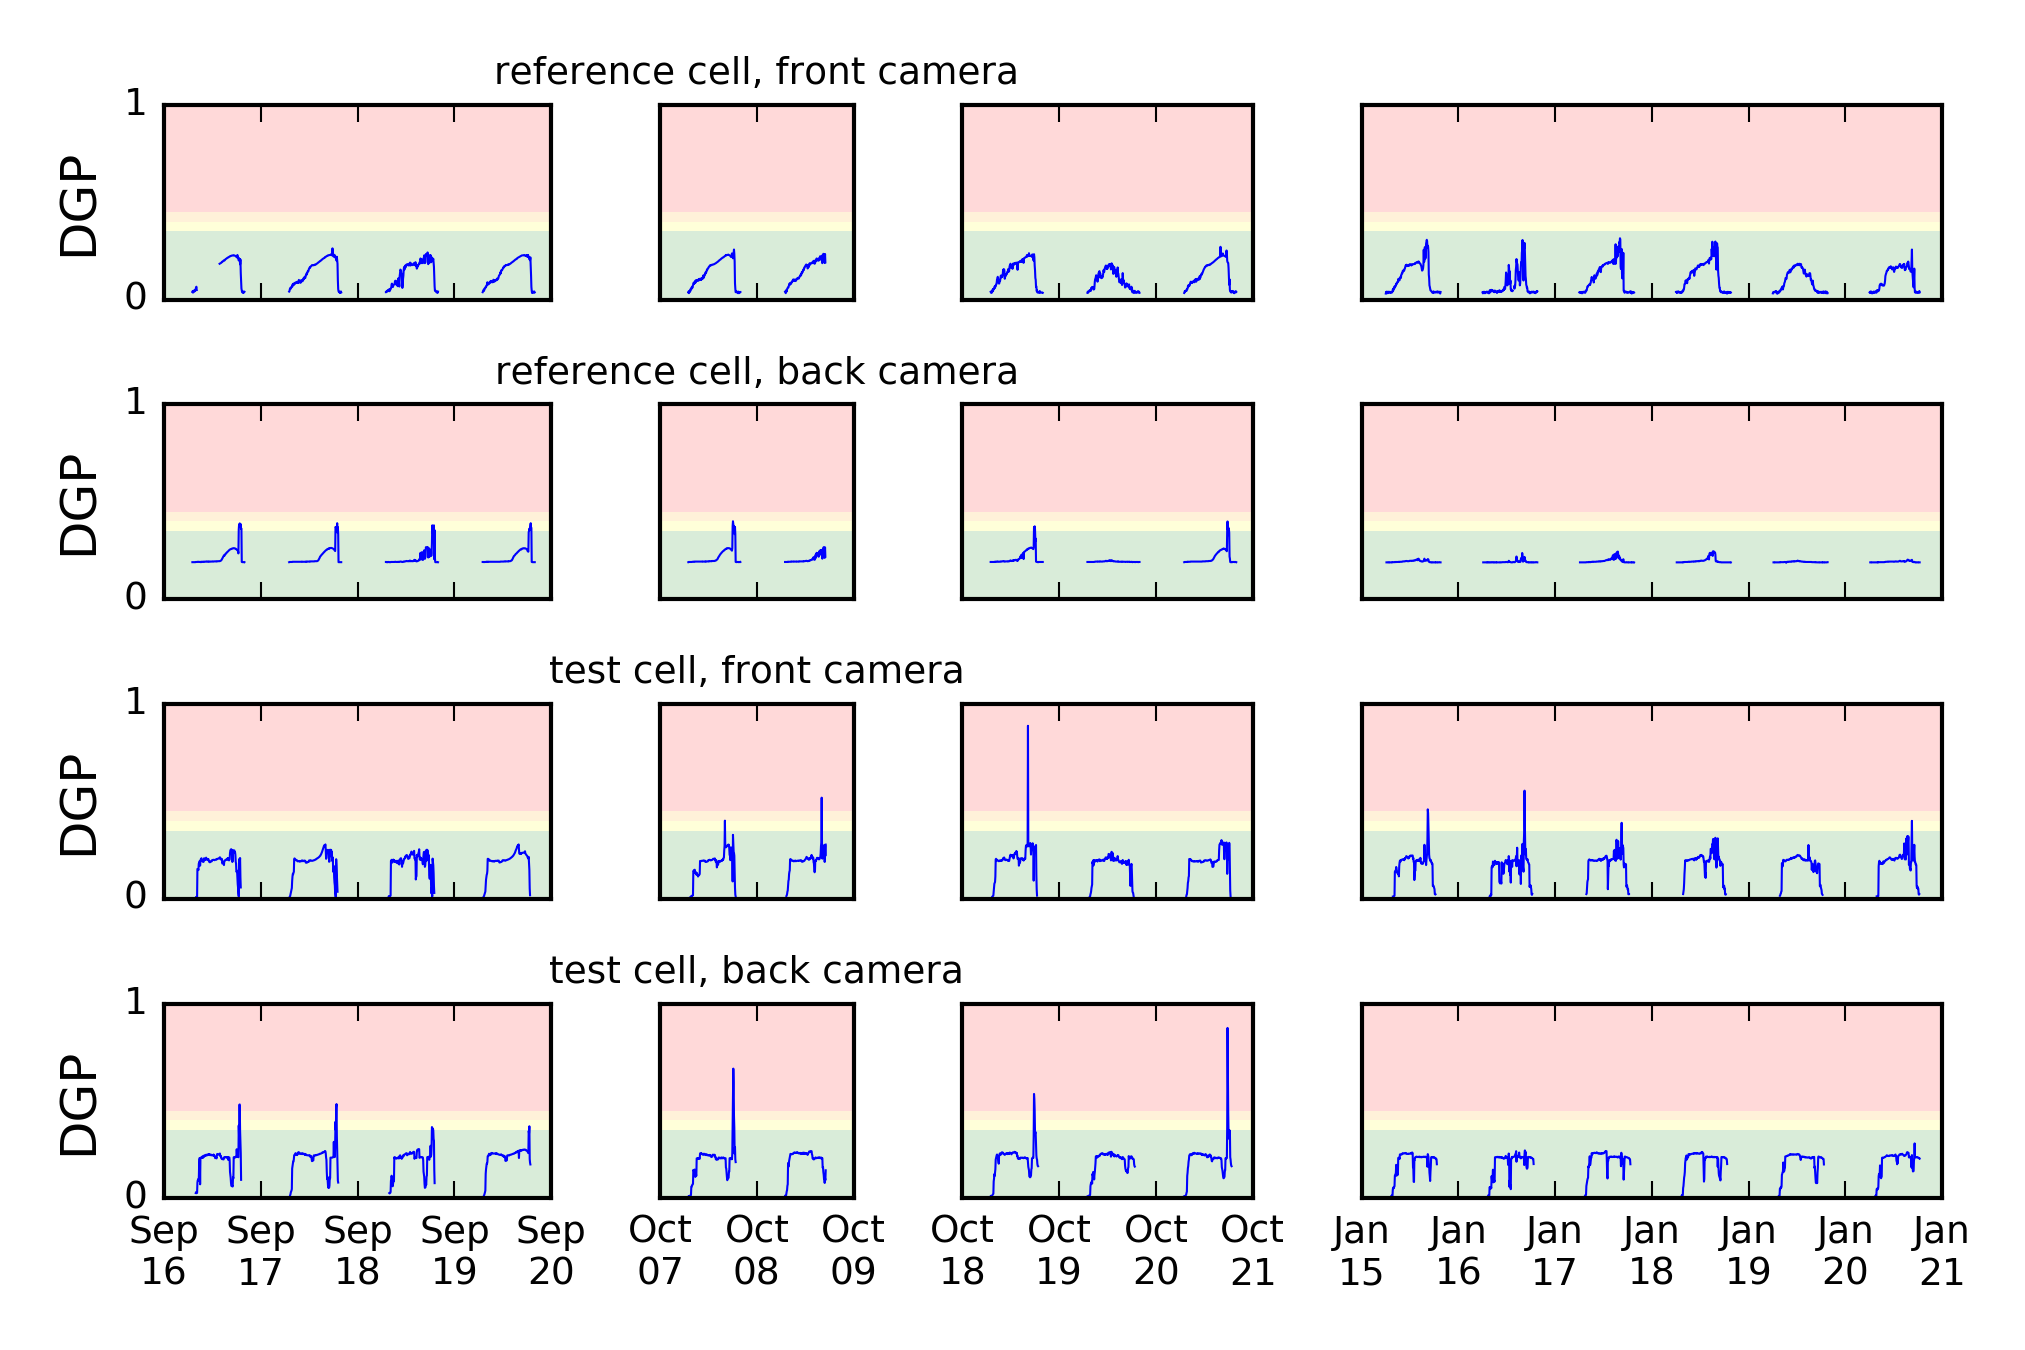 reference cell, front camera
1
DGP
0
reference cell, back camera
1
DGP
0
test cell, front camera
1
DGP
0
test cell, back camera
1
DGP
0
Sep Sep Sep Sep Sep Oct Oct Oct Oct Oct Oct Oct Jan Jan Jan Jan Jan Jan Jan
16 17 18 19 20 07 08 09 18 19 20 21 15 16 17 18 19 20 21